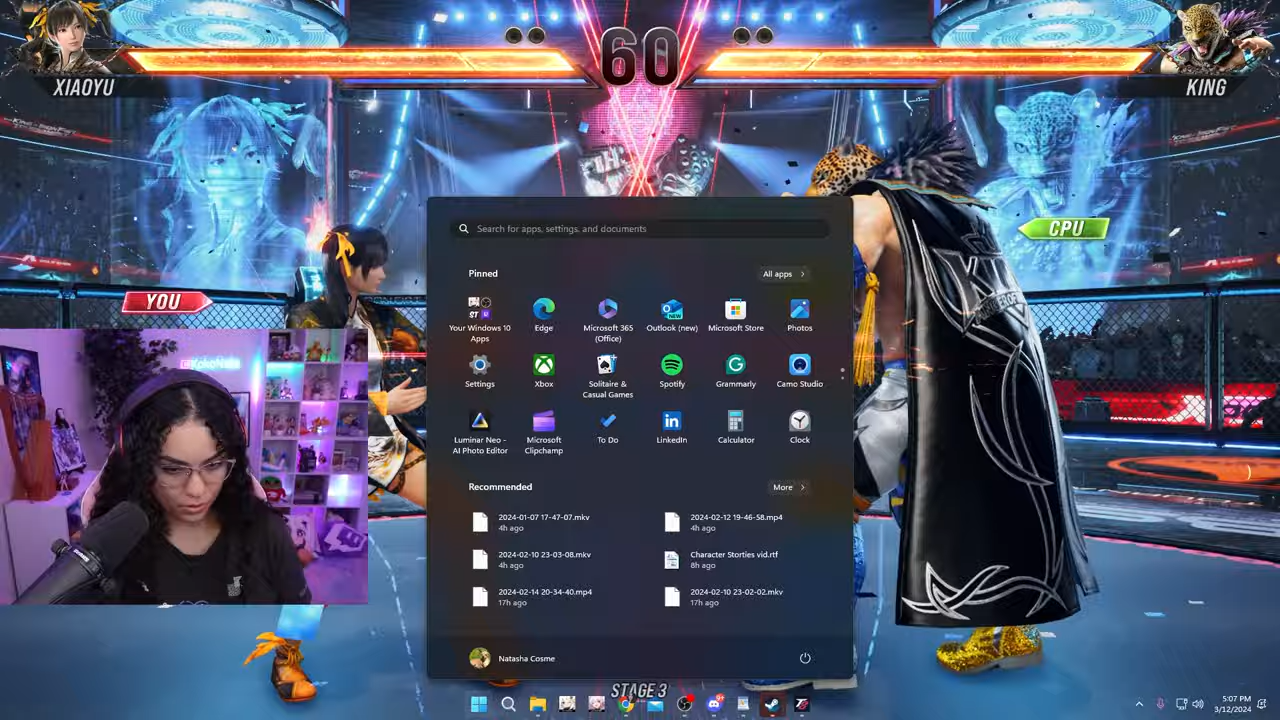 60
XIAOYU
KING
CPU
YOU
Search for apps, settings, and documents
Pinned
All apps
Your Windows 10
Apps
Edge
Microsoft 365
(Office)
Outlook (new)
Microsoft Store
Photos
Settings
Xbox
Solitaire &
Casual Games
Spotify
Grammarly
Camo Studio
Luminar Neo -
AI Photo Editor
Microsoft
Clipchamp
To Do
LinkedIn
Calculator
Clock
Recommended
More
2024-01-07 17-47-07.mkv
4h ago
2024-02-12 19-46-58.mp4
4h ago
2024-02-10 23-03-08.mkv
4h ago
Character Storties vid.rtf
8h ago
2024-02-14 20-34-40.mp4
17h ago
2024-02-10 23-02-02.mkv
17h ago
Natasha Cosme
STAGE 3
5:07 PM
3/12/2024